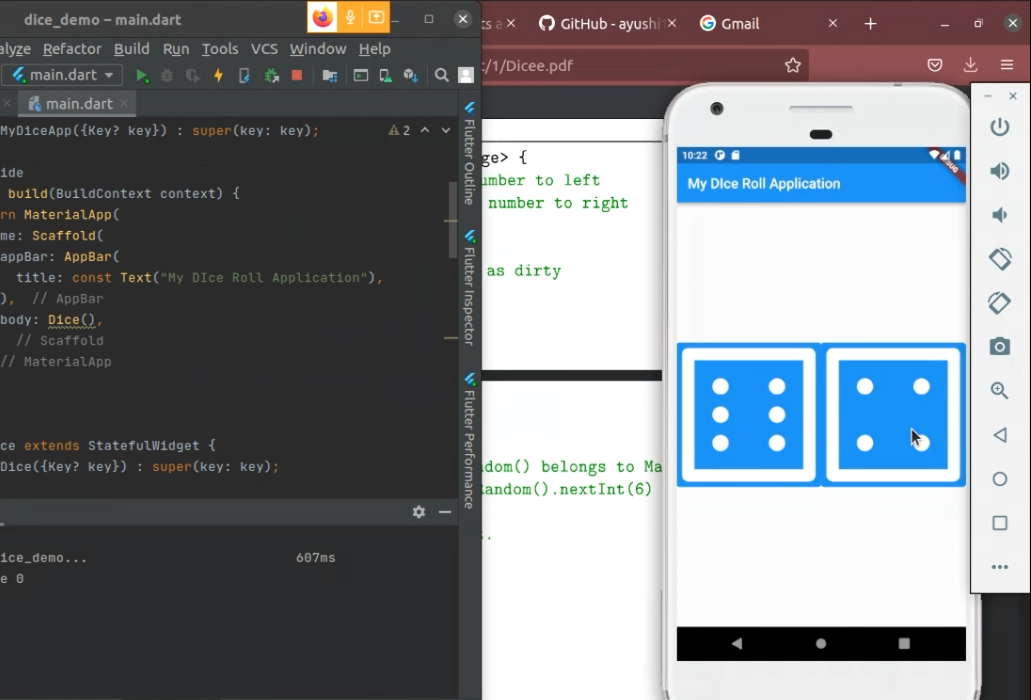 dice_demo – main.dart
alyze Refactor Build Run Tools VCS Window Help
main.dart
main.dart
MyDiceApp({Key? key}) : super(key: key);
2
ide
build(BuildContext context) {
rn MaterialApp(
me: Scaffold(
appBar: AppBar(
title: const Text("My DIce Roll Application"),
), // AppBar
body: Dice(),
// Scaffold
// MaterialApp
ce extends StatefulWidget {
Dice({Key? key}) : super(key: key);
ice_demo... 607ms
e 0
Flutter Outline
Flutter Inspector
Flutter Performance
ts a
GitHub - ayushi
Gmail
:/1/Dicee.pdf
ge> {
umber to left
number to right
as dirty
dom() belongs to Ma
Random().nextInt(6)
s.
10:22
DEBUG
My DIce Roll Application